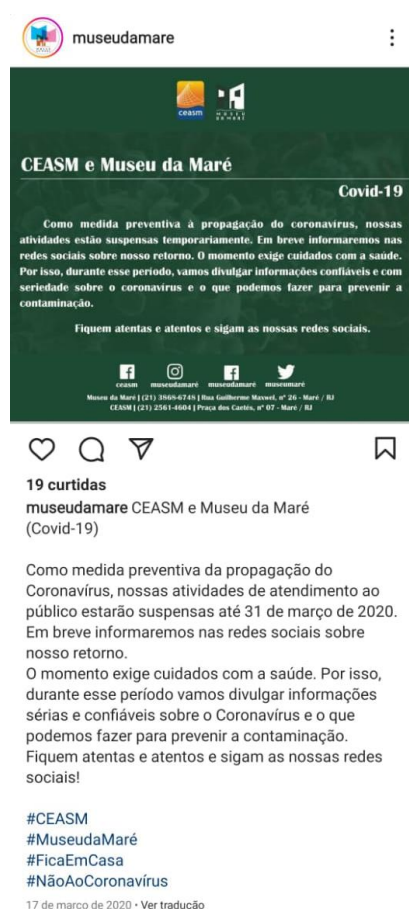 museudamare
ceasm
MUSEU
DA MARÉ
CEASM e Museu da Maré
Covid-19
Como medida preventiva à propagação do coronavírus, nossas
atividades estão suspensas temporariamente. Em breve informaremos nas
redes sociais sobre nosso retorno. O momento exige cuidados com a saúde.
Por isso, durante esse período, vamos divulgar informações confiáveis e com
seriedade sobre o coronavírus e o que podemos fazer para prevenir a
contaminação.
Fiquem atentas e atentos e sigam as nossas redes sociais.
ceasm museudamaré museudamaré museumaré
Museu da Maré | (21) 3868-6748 | Rua Guilherme Maxwel, nº 26 - Maré / RJ
CEASM | (21) 2561-4604 | Praça dos Caetés, nº 07 - Maré / RJ
19 curtidas
museudamare CEASM e Museu da Maré
(Covid-19)
Como medida preventiva da propagação do
Coronavírus, nossas atividades de atendimento ao
público estarão suspensas até 31 de março de 2020.
Em breve informaremos nas redes sociais sobre
nosso retorno.
O momento exige cuidados com a saúde. Por isso,
durante esse período vamos divulgar informações
sérias e confiáveis sobre o Coronavírus e o que
podemos fazer para prevenir a contaminação.
Fiquem atentas e atentos e sigam as nossas redes
sociais!
#CEASM
#MuseudaMaré
#FicaEmCasa
#NãoAoCoronavírus
17 de março de 2020 • Ver tradução